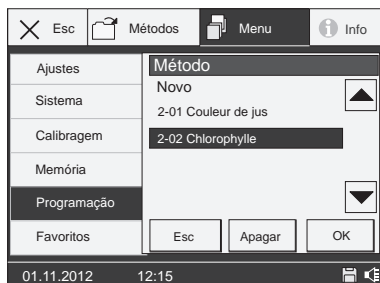 Esc Métodos Menu Info
Ajustes
Sistema
Calibragem
Memória
Programação
Favoritos
Método
Novo
2-01 Couleur de jus
2-02 Chlorophylle
Esc Apagar OK
01.11.2012 12:15